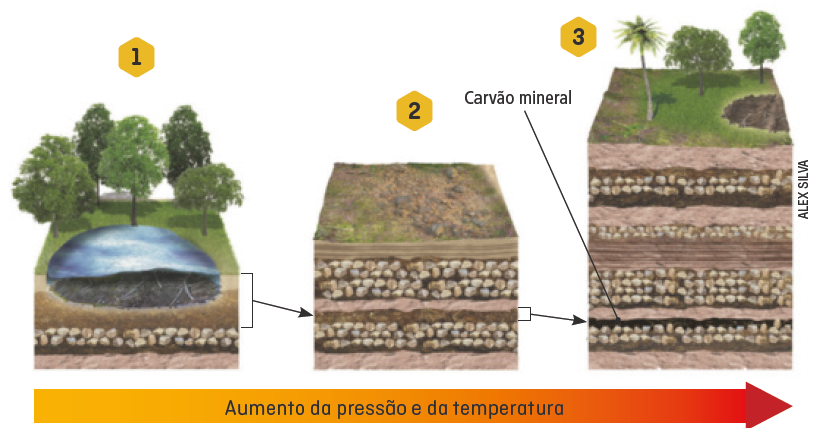 1
2
3
Carvão mineral
ALEX SILVA
Aumento da pressão e da temperatura